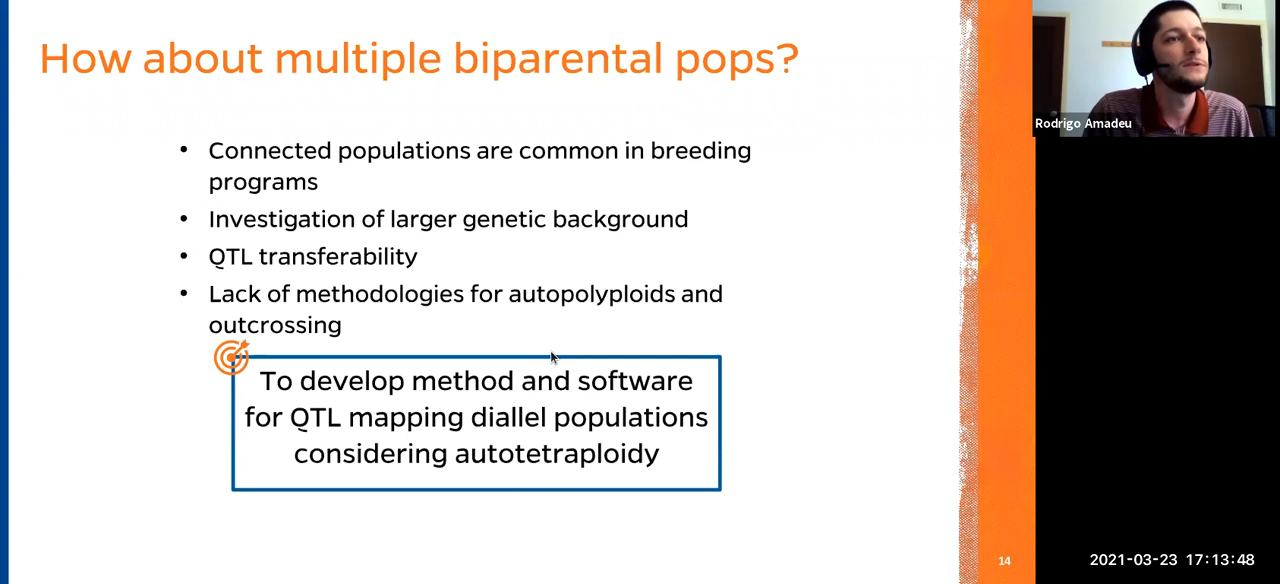 How about multiple biparental pops?
Rodrigo Amadeu
• Connected populations are common in breeding
programs
• Investigation of larger genetic background
• QTL transferability
• Lack of methodologies for autopolyploids and
outcrossing
To develop method and software
for QTL mapping diallel populations
considering autotetraploidy
14
2021-03-23 17:13:48